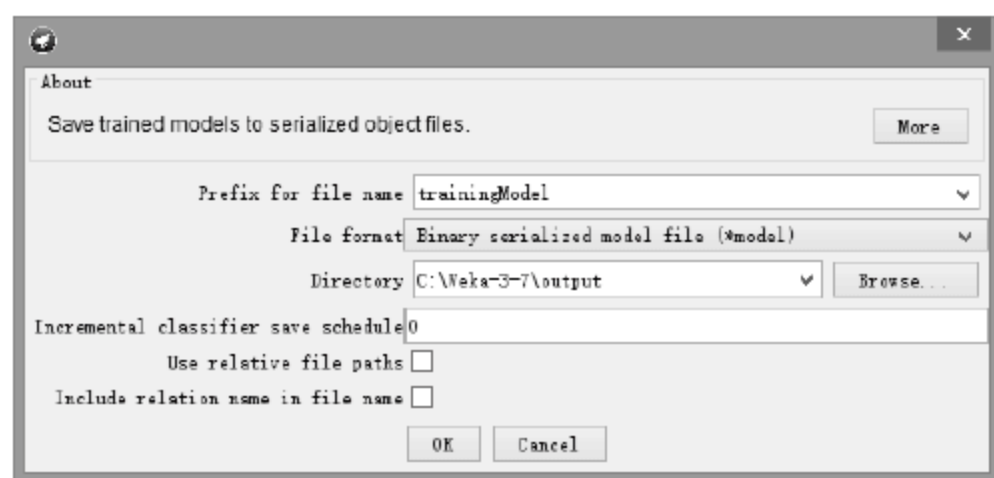 About
Save trained models to serialized object files.
More
Prefix for file name trainingModel
File format Binary serialized model file (*model)
Directory C:\Weka-3-7\output Browse...
Incremental classifier save schedule 0
Use relative file paths
Include relation name in file name
OK Cancel